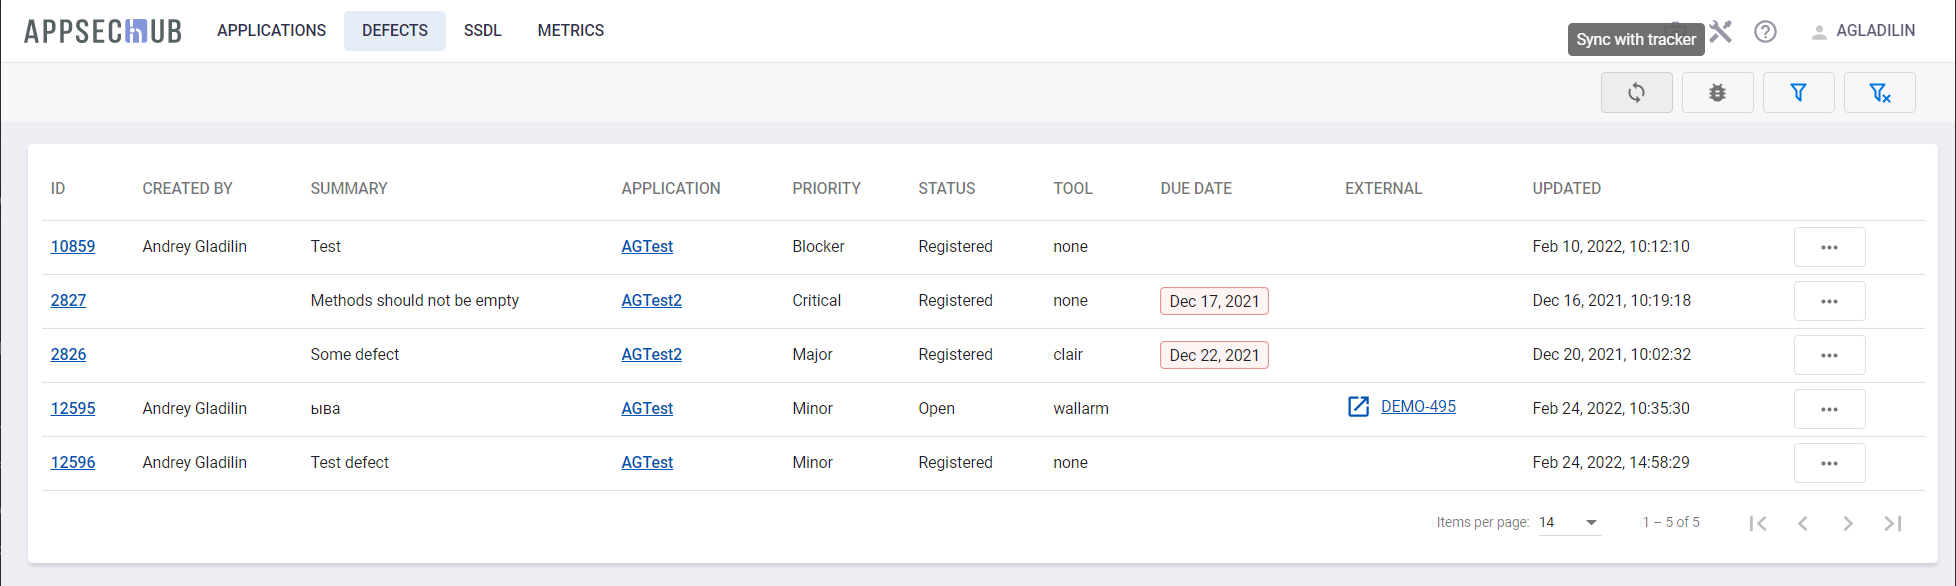 APPSECHUB APPLICATIONS DEFECTS SSDL METRICS Sync with tracker AGLADILIN
ID CREATED BY SUMMARY APPLICATION PRIORITY STATUS TOOL DUE DATE EXTERNAL UPDATED
10859 Andrey Gladilin Test AGTest Blocker Registered none Feb 10, 2022, 10:12:10
2827 Methods should not be empty AGTest2 Critical Registered none Dec 17, 2021 Dec 16, 2021, 10:19:18
2826 Some defect AGTest2 Major Registered clair Dec 22, 2021 Dec 20, 2021, 10:02:32
12595 Andrey Gladilin ыва AGTest Minor Open wallarm DEMO-495 Feb 24, 2022, 10:35:30
12596 Andrey Gladilin Test defect AGTest Minor Registered none Feb 24, 2022, 14:58:29
Items per page: 14 1 – 5 of 5